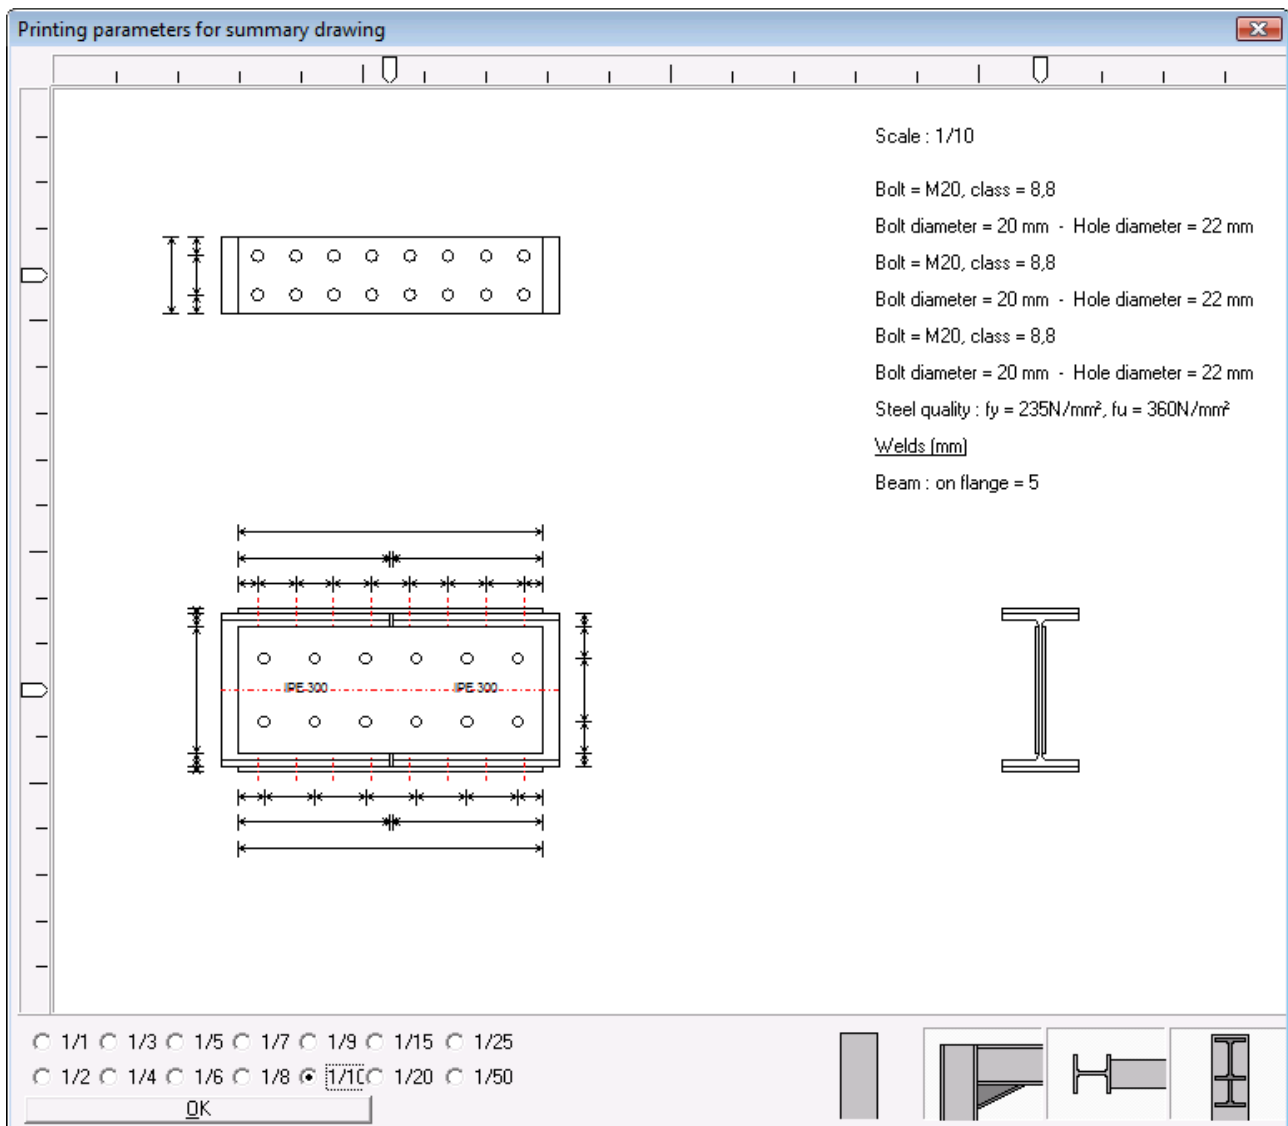 Printing parameters for summary drawing
Scale : 1/10
Bolt = M20, class = 8,8
Bolt diameter = 20 mm - Hole diameter = 22 mm
Bolt = M20, class = 8,8
Bolt diameter = 20 mm - Hole diameter = 22 mm
Bolt = M20, class = 8,8
Bolt diameter = 20 mm - Hole diameter = 22 mm
Steel quality : fy = 235N/mm², fu = 360N/mm²
Welds (mm)
Beam : on flange = 5
IPE 300 IPE 300
1/1 1/3 1/5 1/7 1/9 1/15 1/25
1/2 1/4 1/6 1/8 1/10 1/20 1/50
OK